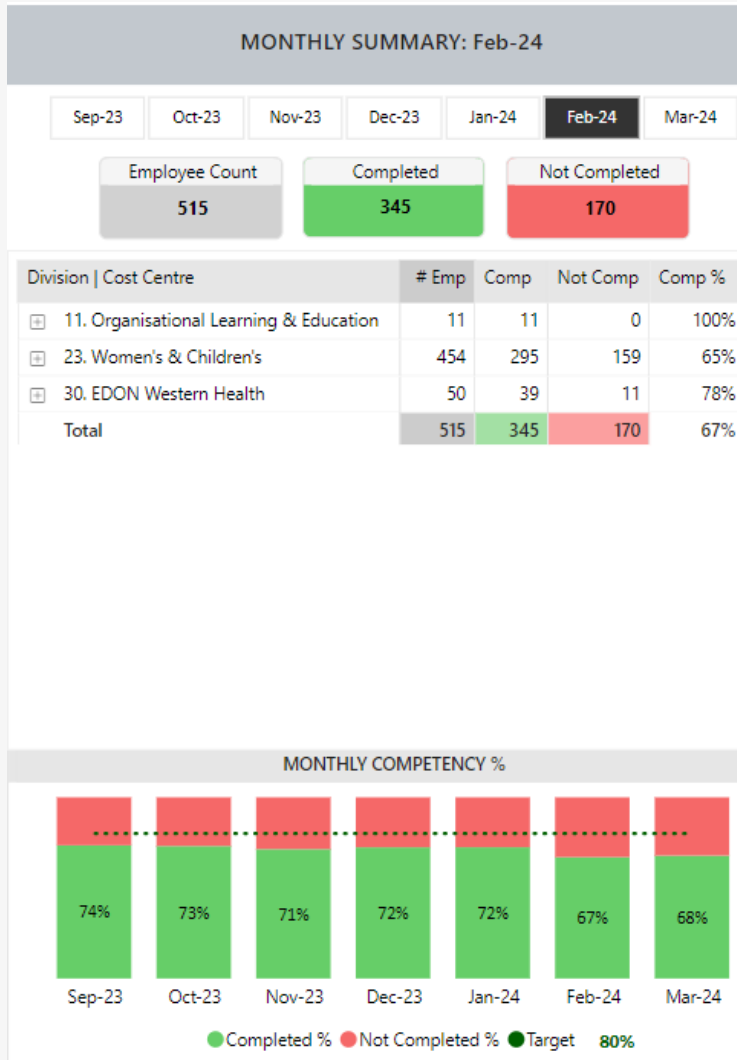 MONTHLY SUMMARY: Feb-24
Sep-23 Oct-23 Nov-23 Dec-23 Jan-24 Feb-24 Mar-24
Employee Count Completed Not Completed
515 345 170
Division | Cost Centre # Emp Comp Not Comp Comp %
11. Organisational Learning & Education 11 11 0 100%
23. Women's & Children's 454 295 159 65%
30. EDON Western Health 50 39 11 78%
Total 515 345 170 67%
MONTHLY COMPETENCY %
74% 73% 71% 72% 72% 67% 68%
Sep-23 Oct-23 Nov-23 Dec-23 Jan-24 Feb-24 Mar-24
Completed % Not Completed % Target 80%